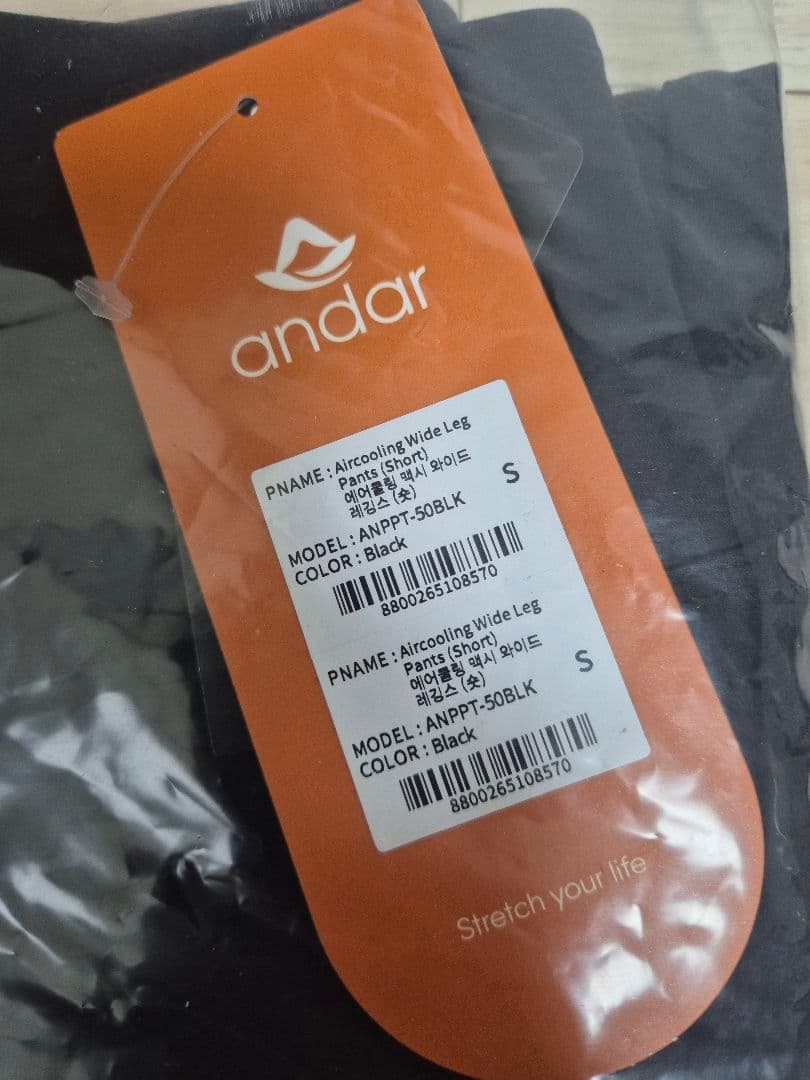 andar
PNAME : Aircooling Wide Leg
Pants (Short)
에어쿨링 맥시 와이드
레깅스 (숏)
S
MODEL : ANPPT-50BLK
COLOR : Black
8800265108570
PNAME : Aircooling Wide Leg
Pants (Short)
에어쿨링 맥시 와이드
레깅스 (숏)
S
MODEL : ANPPT-50BLK
COLOR : Black
8800265108570
Stretch your life